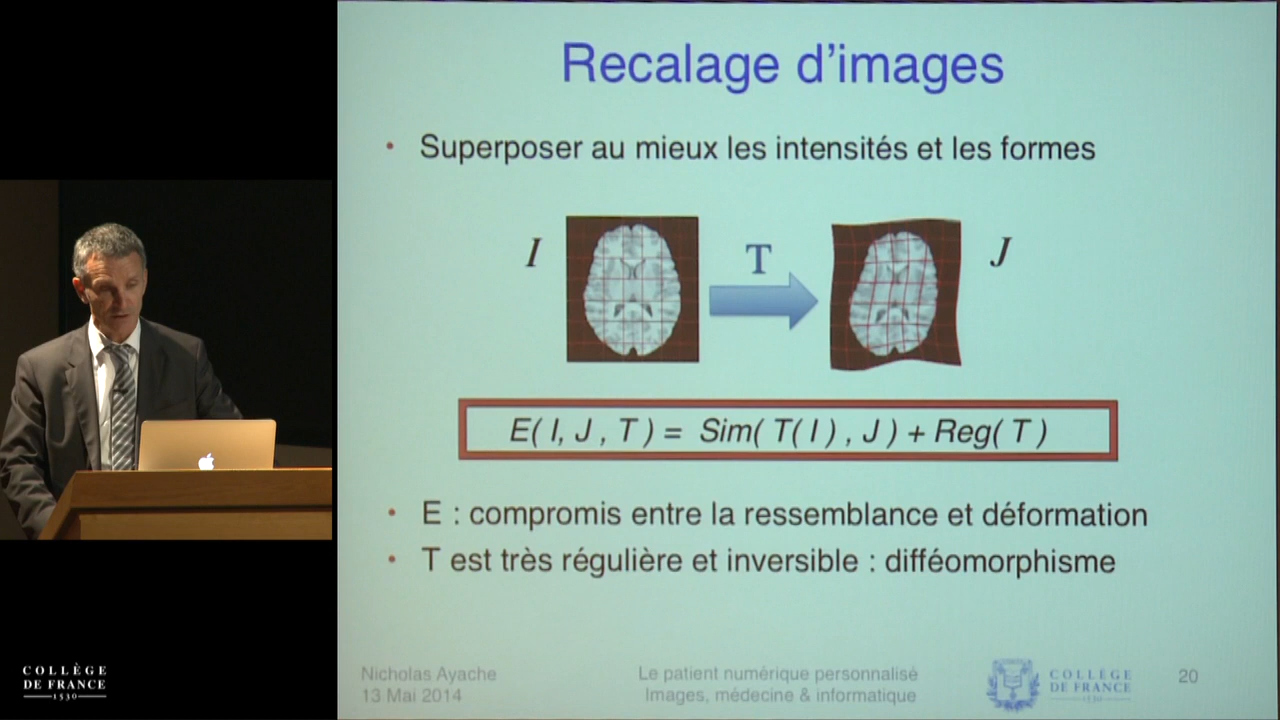 Recalage d'images
• Superposer au mieux les intensités et les formes
I
T
J
E( I, J , T ) = Sim( T( I ) , J ) + Reg( T )
• E : compromis entre la ressemblance et déformation
• T est très régulière et inversible : difféomorphisme
Nicholas Ayache
13 Mai 2014
Le patient numérique personnalisé
Images, médecine & informatique
COLLÈGE
DE FRANCE
1530
20
COLLÈGE
DE FRANCE
1530